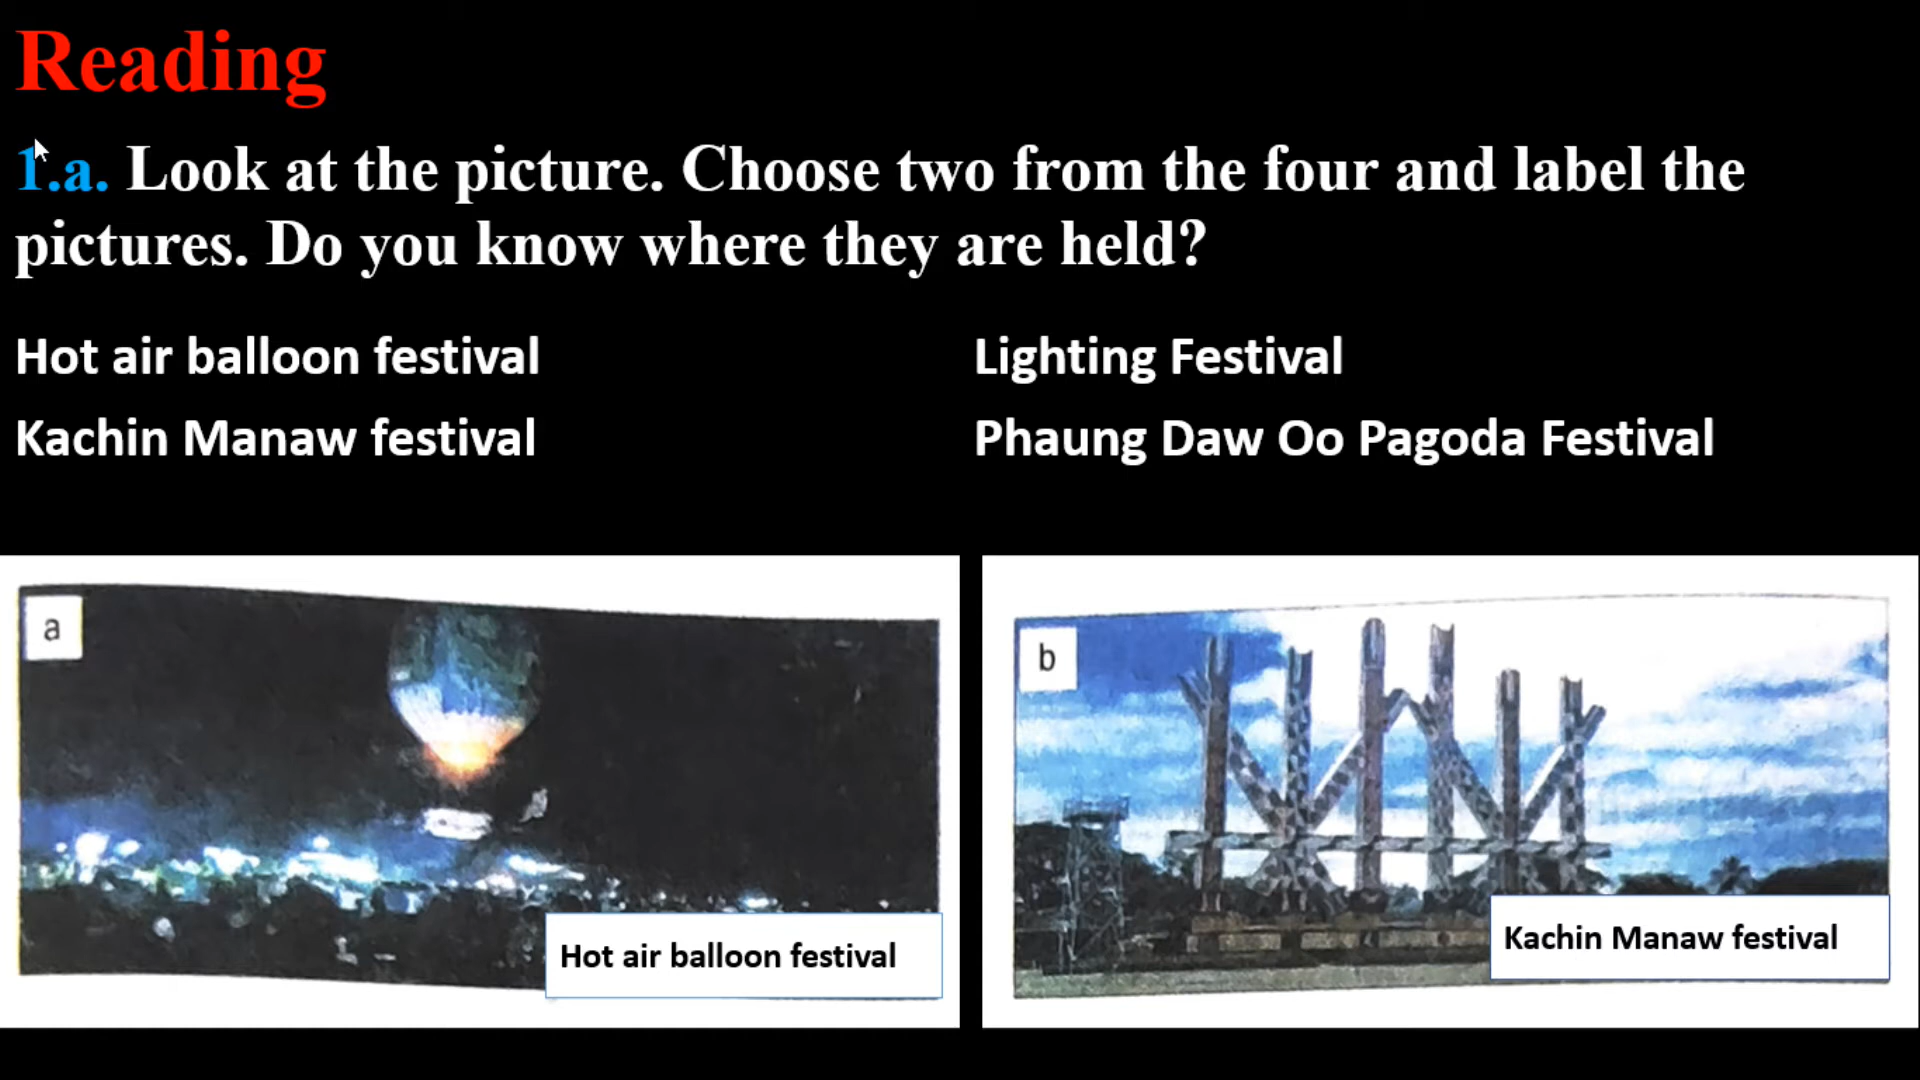 Reading
1.a. Look at the picture. Choose two from the four and label the
pictures. Do you know where they are held?
Hot air balloon festival
Lighting Festival
Kachin Manaw festival
Phaung Daw Oo Pagoda Festival
a
Hot air balloon festival
b
Kachin Manaw festival